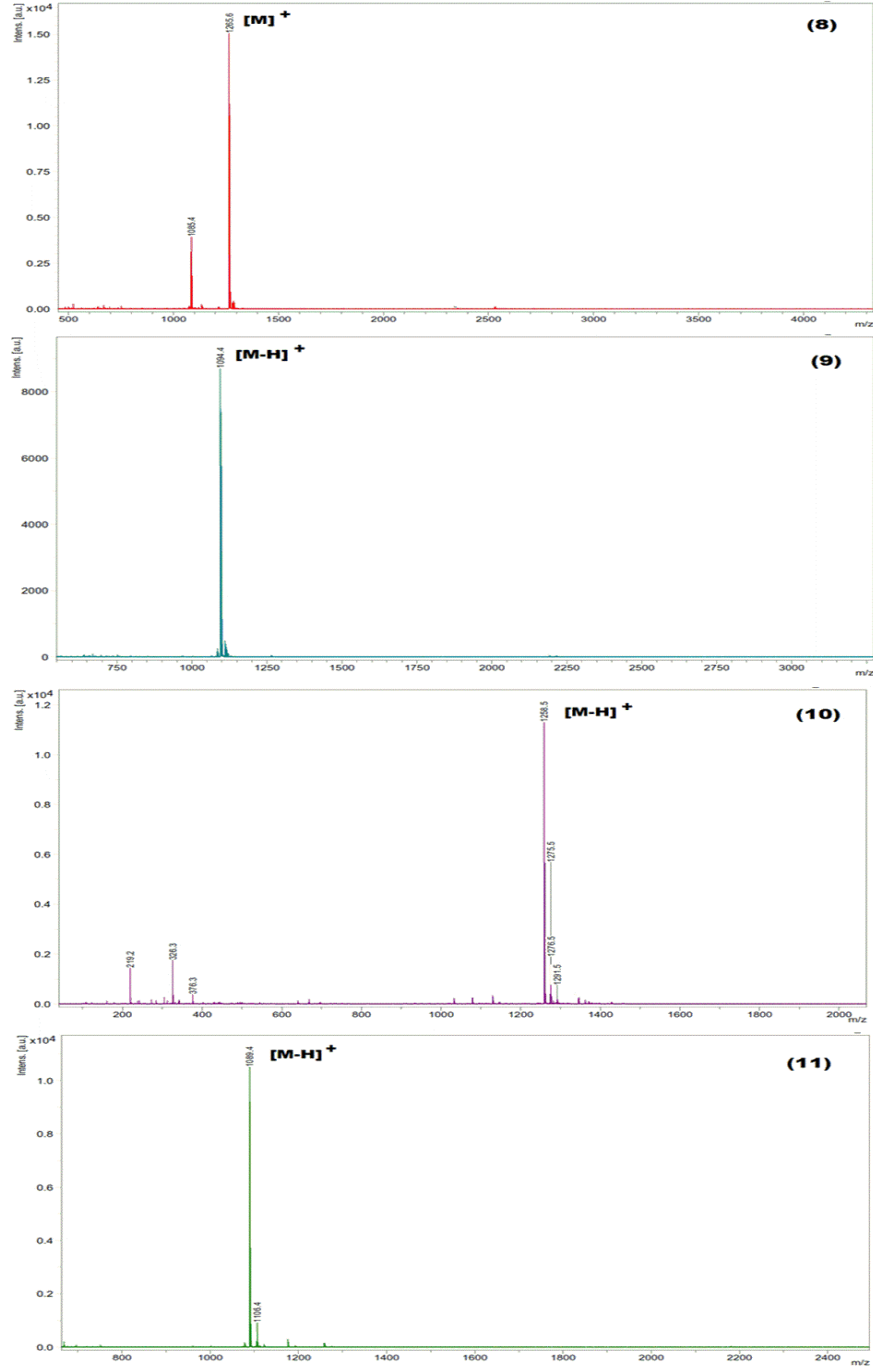 Intens. [a.u.]
x10⁴
[M]⁺
1265.6
(8)
1.50
1.25
1.00
0.75
0.50
1085.4
0.25
0.00
500 1000 1500 2000 2500 3000 3500 4000
m/z
Intens. [a.u.]
[M-H]⁺
1094.4
(9)
8000
6000
4000
2000
0
750 1000 1250 1500 1750 2000 2250 2500 2750 3000
m/z
Intens. [a.u.]
x10⁴
[M-H]⁺
1258.5
(10)
1.2
1.0
0.8
0.6
1275.5
0.4
0.2
219.2
326.3
376.3
1276.5
1291.5
0.0
200 400 600 800 1000 1200 1400 1600 1800 2000
m/z
Intens. [a.u.]
x10⁴
[M-H]⁺
1089.4
(11)
1.0
0.8
0.6
0.4
0.2
1106.4
0.0
800 1000 1200 1400 1600 1800 2000 2200 2400
m/z